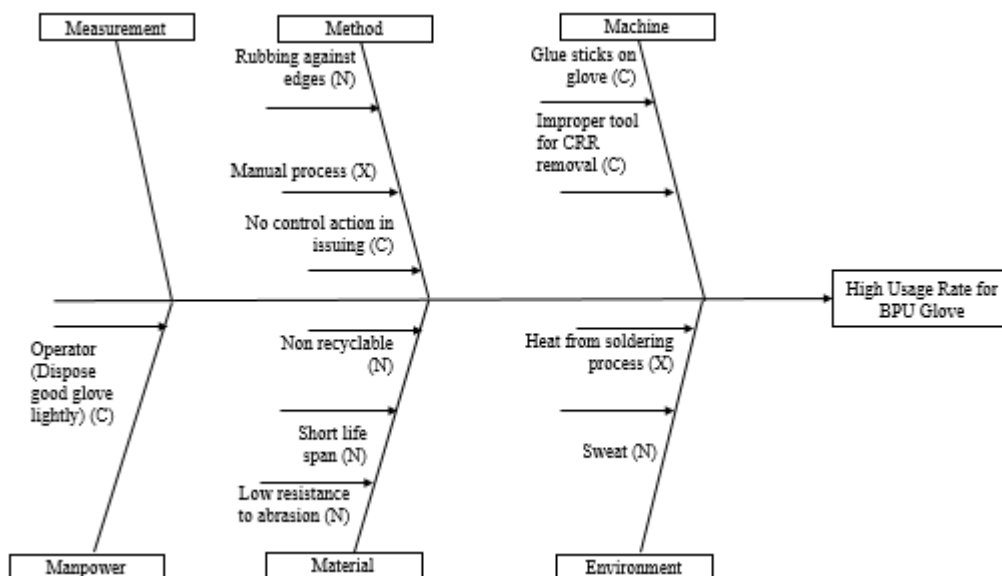 Measurement
Method
Machine
Rubbing against
edges (N)
Glue sticks on
glove (C)
Improper tool
for CRR
removal (C)
Manual process (X)
No control action in
issuing (C)
High Usage Rate for
BPU Glove
Operator
(Dispose
good glove
lightly) (C)
Non recyclable
(N)
Heat from soldering
process (X)
Short life
span (N)
Sweat (N)
Low resistance
to abrasion (N)
Manpower
Material
Environment